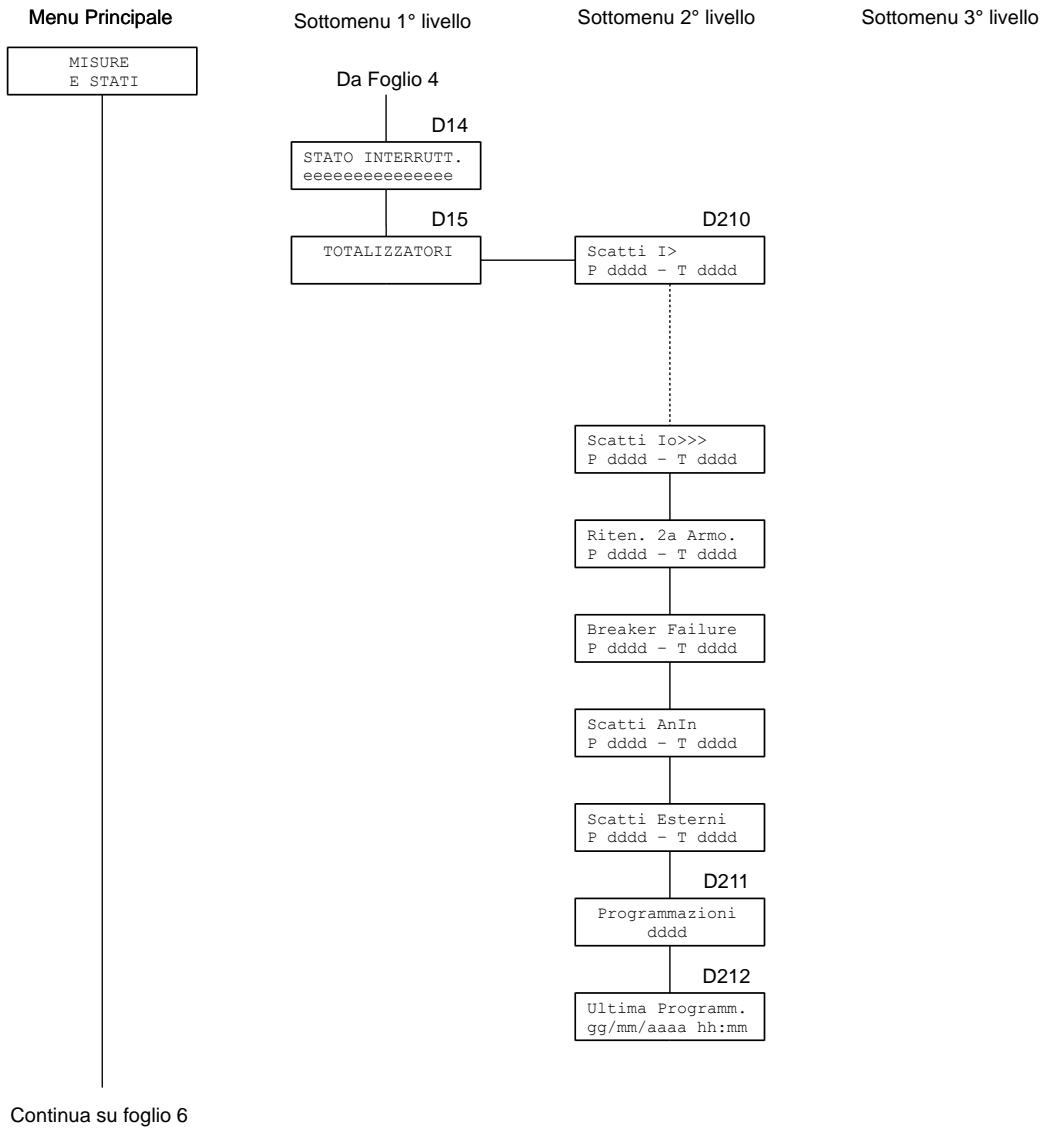 Menu Principale
Sottomenu 1° livello
Sottomenu 2° livello
Sottomenu 3° livello
MISURE
E STATI
Da Foglio 4
D14
STATO INTERRUTT.
eeeeeeeeeeeeeee
D15
TOTALIZZATORI
D210
Scatti I>
P dddd – T dddd
Scatti Io>>>
P dddd – T dddd
Riten. 2a Armo.
P dddd – T dddd
Breaker Failure
P dddd – T dddd
Scatti AnIn
P dddd – T dddd
Scatti Esterni
P dddd – T dddd
D211
Programmazioni
dddd
D212
Ultima Programm.
gg/mm/aaaa hh:mm
Continua su foglio 6